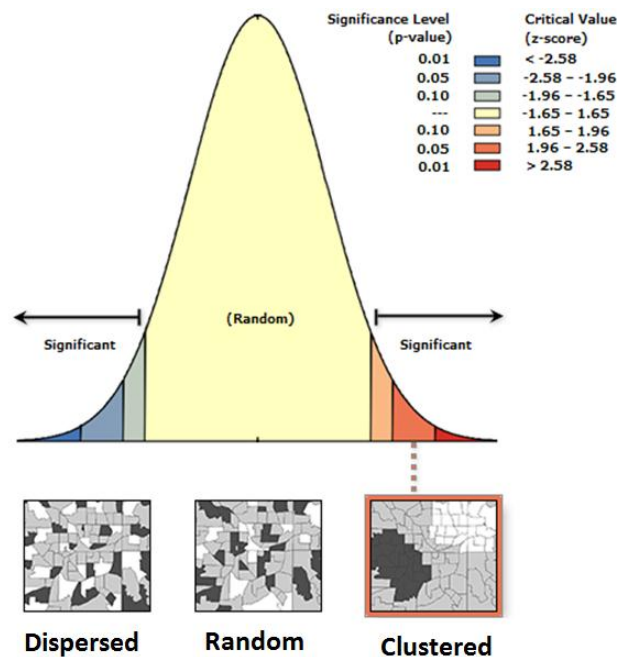 Significance Level Critical Value
(p-value) (z-score)
0.01 < -2.58
0.05 -2.58 – -1.96
0.10 -1.96 – -1.65
--- -1.65 – 1.65
0.10 1.65 – 1.96
0.05 1.96 – 2.58
0.01 > 2.58
(Random)
Significant Significant
Dispersed Random Clustered